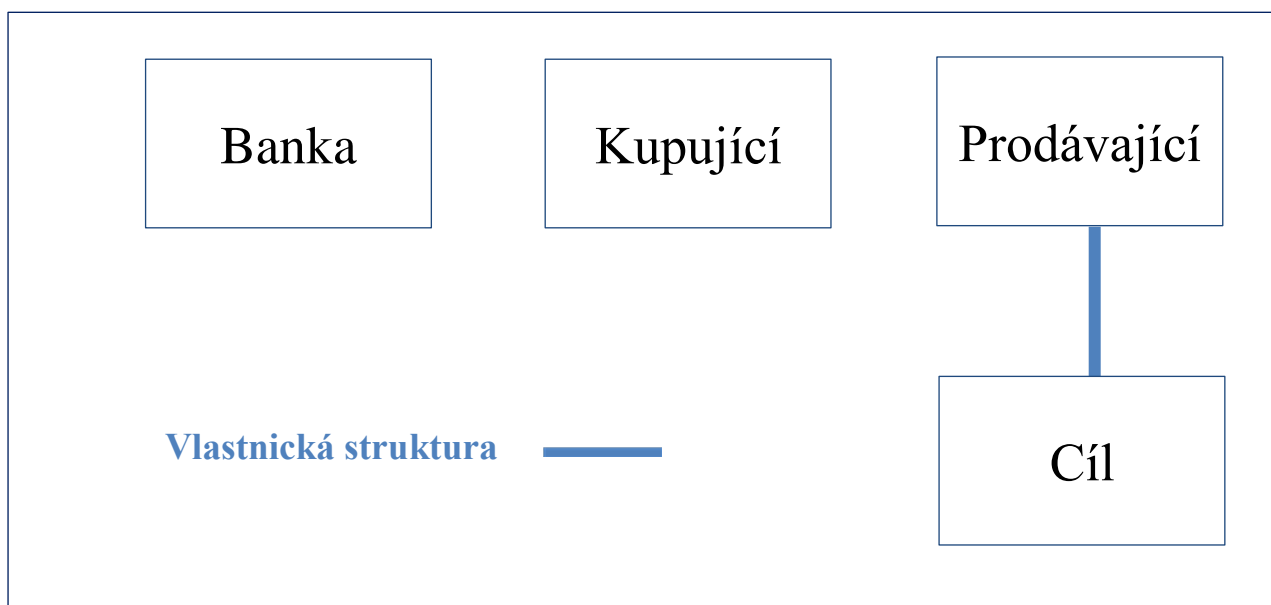 Banka
Kupující
Prodávající
Vlastnická struktura
Cíl